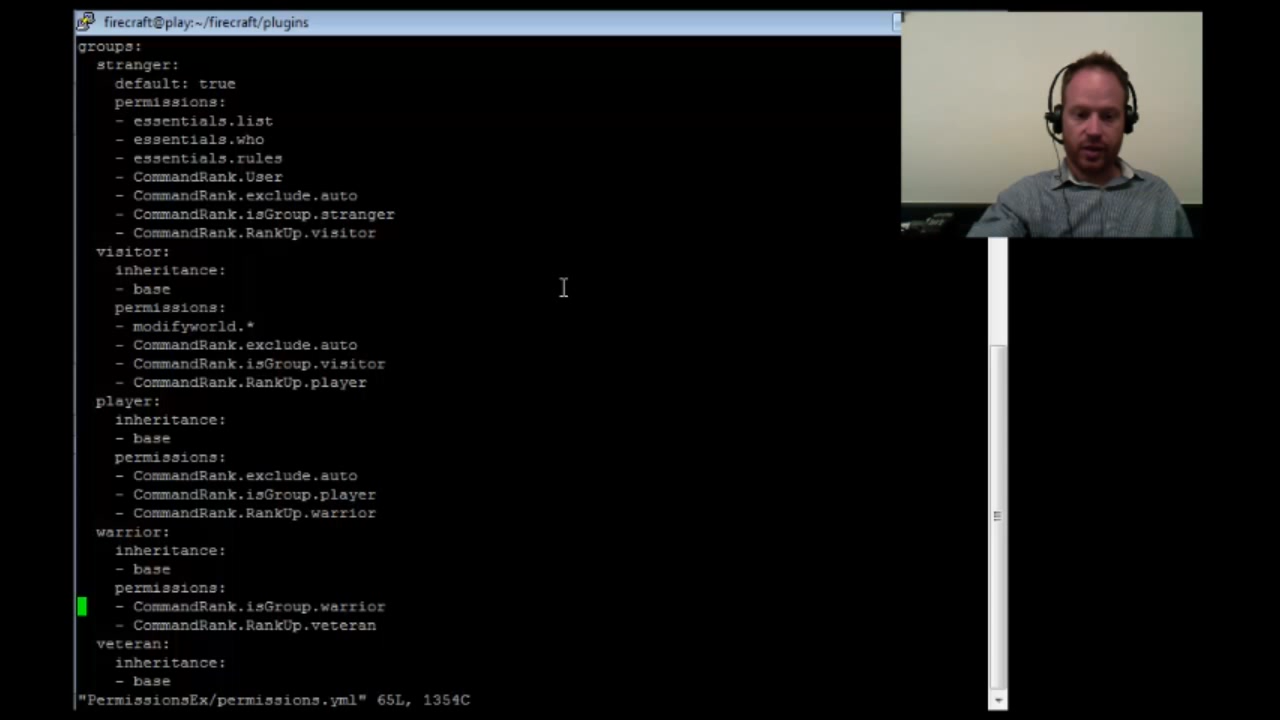 firecraft@play:~/firecraft/plugins
groups:
stranger:
default: true
permissions:
- essentials.list
- essentials.who
- essentials.rules
- CommandRank.User
- CommandRank.exclude.auto
- CommandRank.isGroup.stranger
- CommandRank.RankUp.visitor
visitor:
inheritance:
- base
permissions:
- modifyworld.*
- CommandRank.exclude.auto
- CommandRank.isGroup.visitor
- CommandRank.RankUp.player
player:
inheritance:
- base
permissions:
- CommandRank.exclude.auto
- CommandRank.isGroup.player
- CommandRank.RankUp.warrior
warrior:
inheritance:
- base
permissions:
- CommandRank.isGroup.warrior
- CommandRank.RankUp.veteran
veteran:
inheritance:
- base
"PermissionsEx/permissions.yml" 65L, 1354C